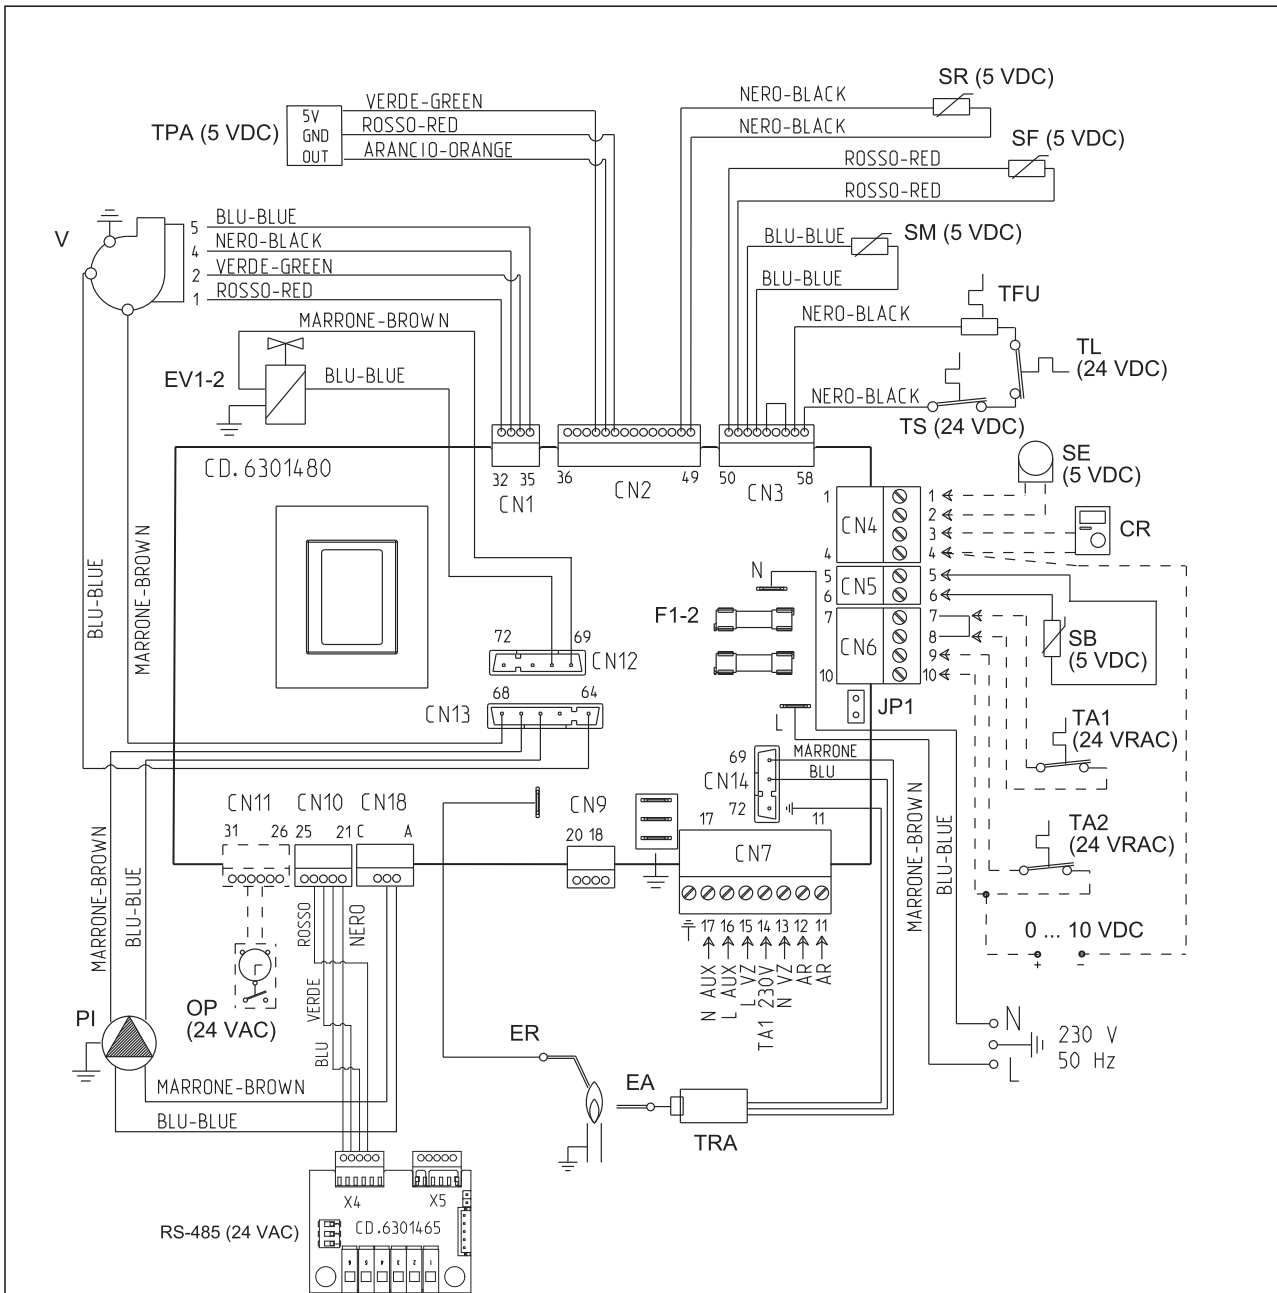 SR (5 VDC)
NERO-BLACK
VERDE-GREEN
5V
TPA (5 VDC)
GND
ROSSO-RED
NERO-BLACK
SF (5 VDC)
OUT
ARANCIO-ORANGE
ROSSO-RED
ROSSO-RED
V
5
BLU-BLUE
4
NERO-BLACK
2
VERDE-GREEN
1
ROSSO-RED
BLU-BLUE
SM (5 VDC)
BLU-BLUE
TFU
MARRONE-BROWN
NERO-BLACK
TL
(24 VDC)
EV1-2
BLU-BLUE
NERO-BLACK
TS (24 VDC)
CD.6301480
32 35
CN1
36 49
CN2
50 58
CN3
SE
(5 VDC)
1
4
CN4
1
2
3
4
CR
BLU-BLUE
MARRONE-BROWN
N
5
6
CN5
5
6
F1-2
7
10
CN6
7
8
9
10
SB
(5 VDC)
72 69
CN12
68 64
CN13
JP1
L
TA1
(24 VRAC)
69
MARRONE
CN14
BLU
72
CN11
31 26
CN10
25 21
CN18
C A
CN9
20 18
17 11
CN7
TA2
(24 VRAC)
MARRONE-BROWN
BLU-BLUE
MARRONE-BROWN
BLU-BLUE
ROSSO
NERO
VERDE
BLU
17 16 15 14 13 12 11
N AUX
L AUX
L VZ
TA1 230V
N VZ
AR
AR
0 ... 10 VDC
+ -
OP
(24 VAC)
PI
N
230 V
50 Hz
L
ER
EA
MARRONE-BROWN
BLU-BLUE
TRA
X4 X5
RS-485 (24 VAC)
CD.6301465
6 5 4 3 2 1